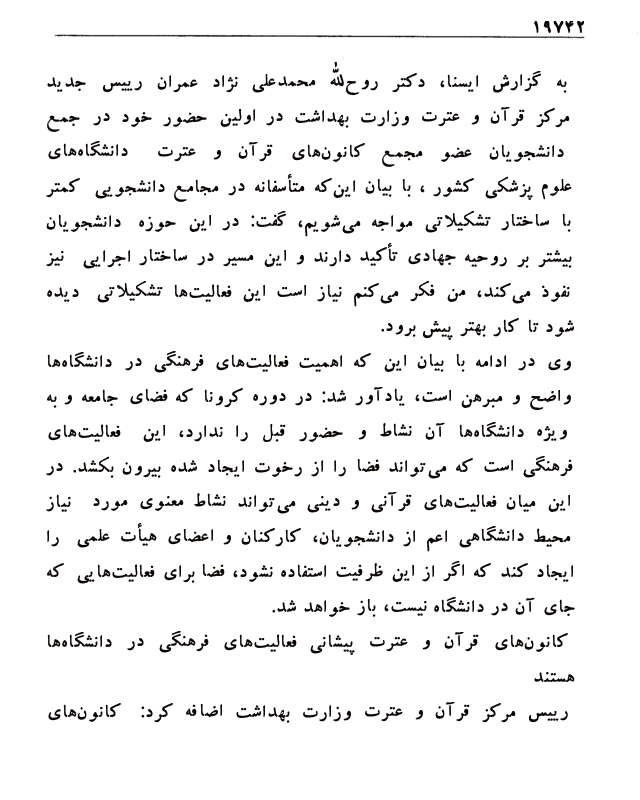 ۱۹۷۴۲
به گزارش ایسنا، دکتر روح‌الله محمدعلی نژاد عمران رییس جدید
مرکز قرآن و عترت وزارت بهداشت در اولین حضور خود در جمع
دانشجویان عضو مجمع کانون‌های قرآن و عترت دانشگاه‌های
علوم پزشکی کشور ، با بیان این‌که متأسفانه در مجامع دانشجویی کمتر
با ساختار تشکیلاتی مواجه می‌شویم، گفت: در این حوزه دانشجویان
بیشتر بر روحیه جهادی تأکید دارند و این مسیر در ساختار اجرایی نیز
نفوذ می‌کند، من فکر می‌کنم نیاز است این فعالیت‌ها تشکیلاتی دیده
شود تا کار بهتر پیش برود.
وی در ادامه با بیان این که اهمیت فعالیت‌های فرهنگی در دانشگاه‌ها
واضح و مبرهن است، یادآور شد: در دوره کرونا که فضای جامعه و به
ویژه دانشگاه‌ها آن نشاط و حضور قبل را ندارد، این فعالیت‌های
فرهنگی است که می‌تواند فضا را از رخوت ایجاد شده بیرون بکشد. در
این میان فعالیت‌های قرآنی و دینی می‌تواند نشاط معنوی مورد نیاز
محیط دانشگاهی اعم از دانشجویان، کارکنان و اعضای هیأت علمی را
ایجاد کند که اگر از این ظرفیت استفاده نشود، فضا برای فعالیت‌هایی که
جای آن در دانشگاه نیست، باز خواهد شد.
کانون‌های قرآن و عترت پیشانی فعالیت‌های فرهنگی در دانشگاه‌ها
هستند
رییس مرکز قرآن و عترت وزارت بهداشت اضافه کرد: کانون‌های